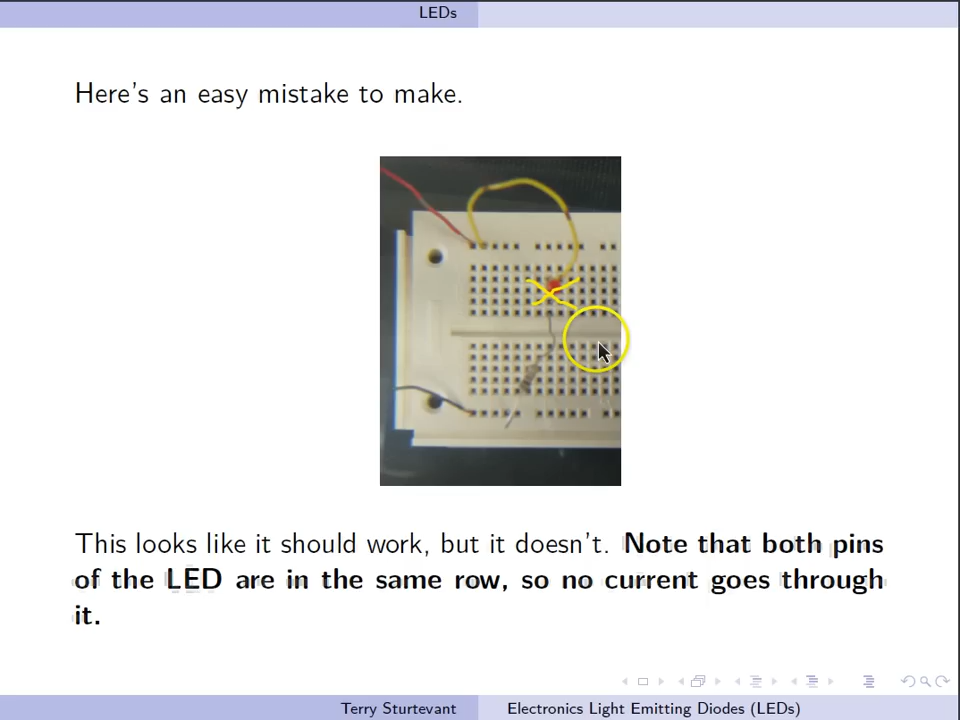 LEDs
Here's an easy mistake to make.
This looks like it should work, but it doesn't. Note that both pins
of the LED are in the same row, so no current goes through
it.
Terry Sturtevant
Electronics Light Emitting Diodes (LEDs)